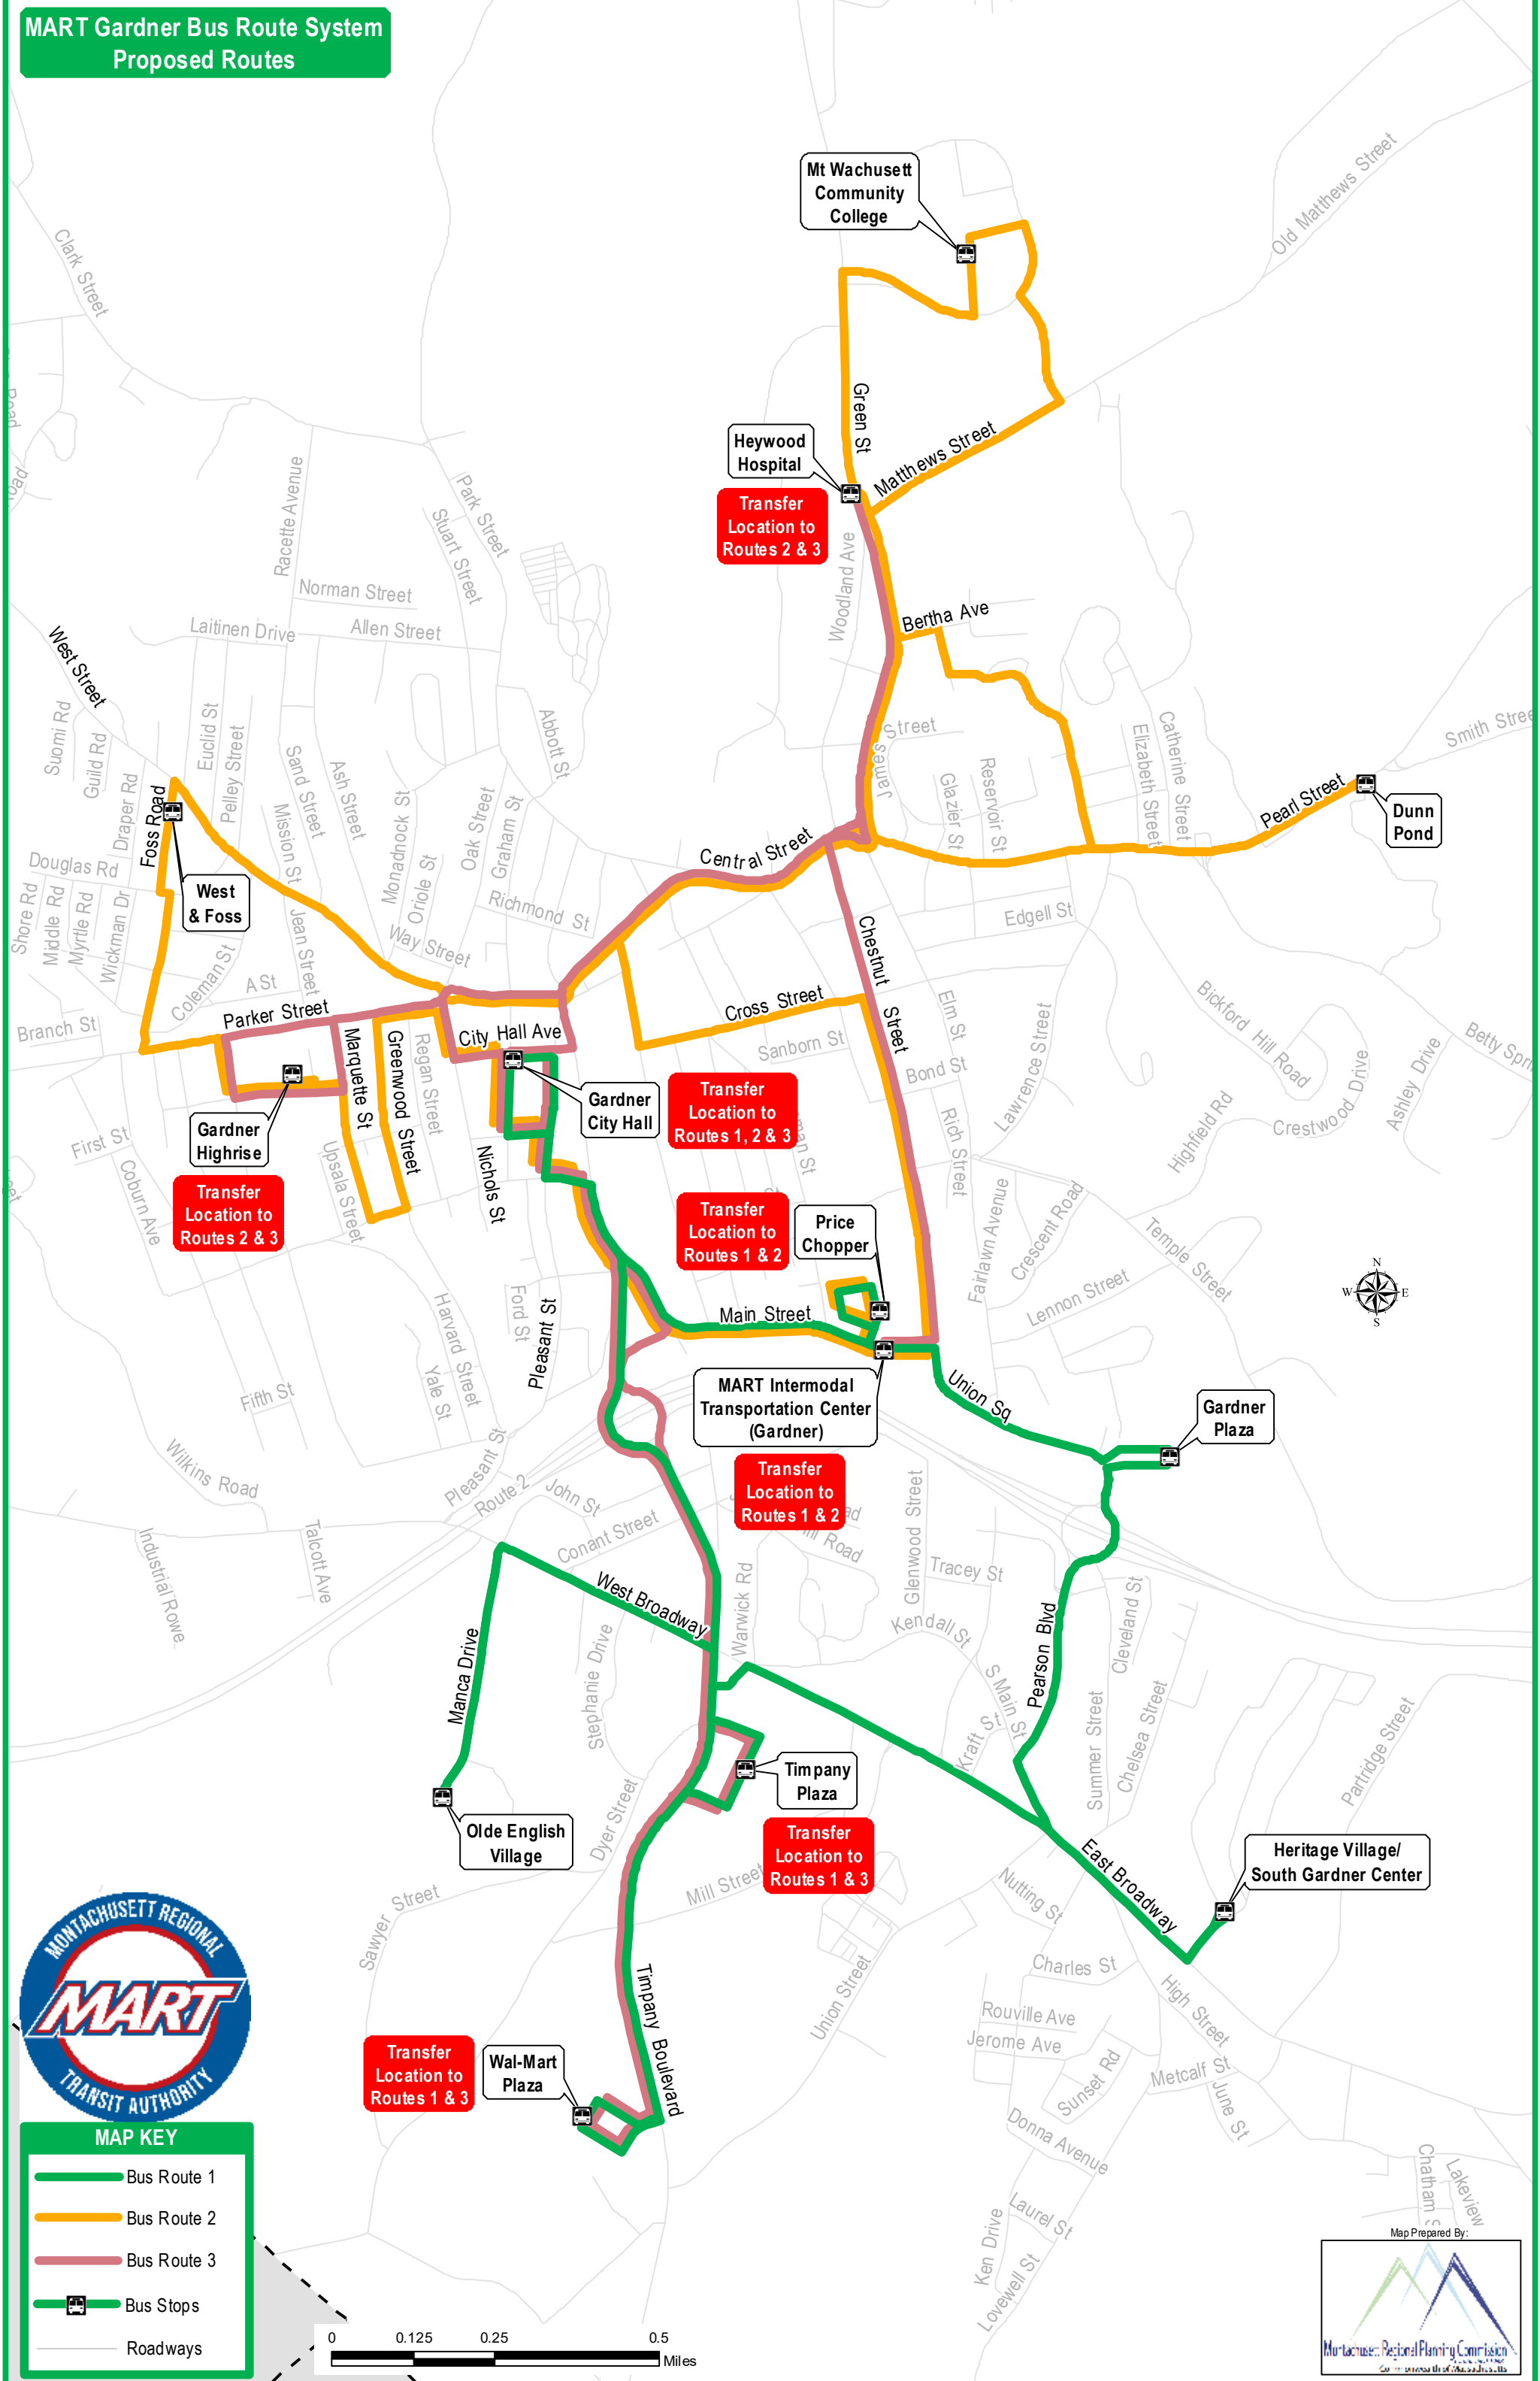 MART Gardner Bus Route System
Proposed Routes
Mt Wachusett
Community
College
Old Matthews Street
Clark Street
Green St
Matthews Street
Heywood
Hospital
Transfer
Location to
Routes 2 & 3
Road
Racette Avenue
Park Street
Stuart Street
Norman Street
Woodland Ave
Bertha Ave
Laitinen Drive
Allen Street
West Street
Suomi Rd
Guild Rd
Draper Rd
Euclid St
Pelley Street
Sand Street
Ash Street
Mission St
Abbott St
James
Street
Glazier St
Reservoir St
Elizabeth Street
Catherine Street
Smith Stree
Pearl Street
Dunn
Pond
Foss Road
Douglas Rd
West
& Foss
Monadnock St
Oriole St
Oak Street
Graham St
Richmond St
Way Street
Central Street
Shore Rd
Middle Rd
Myrtle Rd
Wickman Dr
Coleman St
Jean Street
A St
Edgell St
Chestnut
Street
Branch St
Parker Street
City Hall Ave
Cross Street
Sanborn St
Elm St
Bond St
Lawrence Street
Bickford Hill Road
Betty Spri
Marquette St
Greenwood Street
Regan Street
Gardner
Highrise
Transfer
Location to
Routes 2 & 3
Gardner
City Hall
Transfer
Location to
Routes 1, 2 & 3
man St
Rich Street
Highfield Rd
Crestwood Drive
Ashley Drive
First St
Coburn Ave
Upsala Street
Nichols St
Transfer
Location to
Routes 1 & 2
Price
Chopper
Fairlawn Avenue
Crescent Road
Temple Street
Lennon Street
N
W
E
S
Harvard Street
Ford St
Pleasant St
Main Street
Yale St
Fifth St
MART Intermodal
Transportation Center
(Gardner)
Transfer
Location to
Routes 1 & 2
Union Sq
Gardner
Plaza
Wilkins Road
Pleasant St
Route 2
John St
Conant Street
Industrial Rowe
Talcott Ave
Road
Glenwood Street
Tracey St
West Broadway
Warwick Rd
Kendall St
Cleveland St
Pearson Blvd
Manca Drive
Stephanie Drive
S Main St
Kraft St
Summer Street
Chelsea Street
Partridge Street
Timpany
Plaza
Transfer
Location to
Routes 1 & 3
Olde English
Village
Dyer Street
Heritage Village/
South Gardner Center
Mill Street
East Broadway
Nutting St
Sawyer Street
Timpany Boulevard
Union Street
Charles St
High Street
Rouville Ave
Jerome Ave
Sunset Rd
Metcalf St
June St
Transfer
Location to
Routes 1 & 3
Wal-Mart
Plaza
Donna Avenue
Laurel St
Ken Drive
Lovewell St
Chatham S
Lakeview
MONTACHUSETT REGIONAL
MART
TRANSIT AUTHORITY
MAP KEY
Bus Route 1
Bus Route 2
Bus Route 3
Bus Stops
Roadways
0
0.125
0.25
0.5
Miles
Map Prepared By:
Montachusett Regional Planning Commission
Commonwealth of Massachusetts